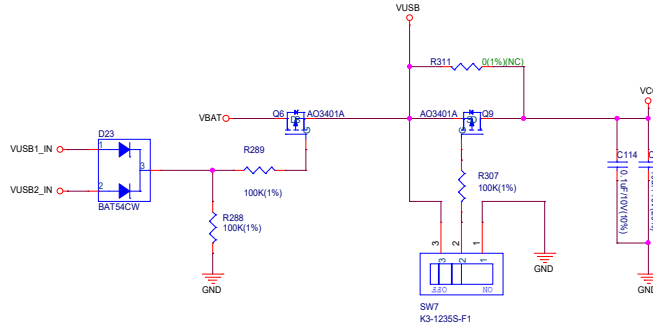 VUSB
R311
0(1%)(NC)
VBAT
Q6
AO3401A
AO3401A
Q9
D23
VUSB1_IN
1
3
VUSB2_IN
2
BAT54CW
R289
100K(1%)
R288
100K(1%)
GND
R307
100K(1%)
G
G
3
2
1
3
2
1
OFF
ON
SW7
K3-1235S-F1
GND
C114
0.1uF/10V(10%)
GND